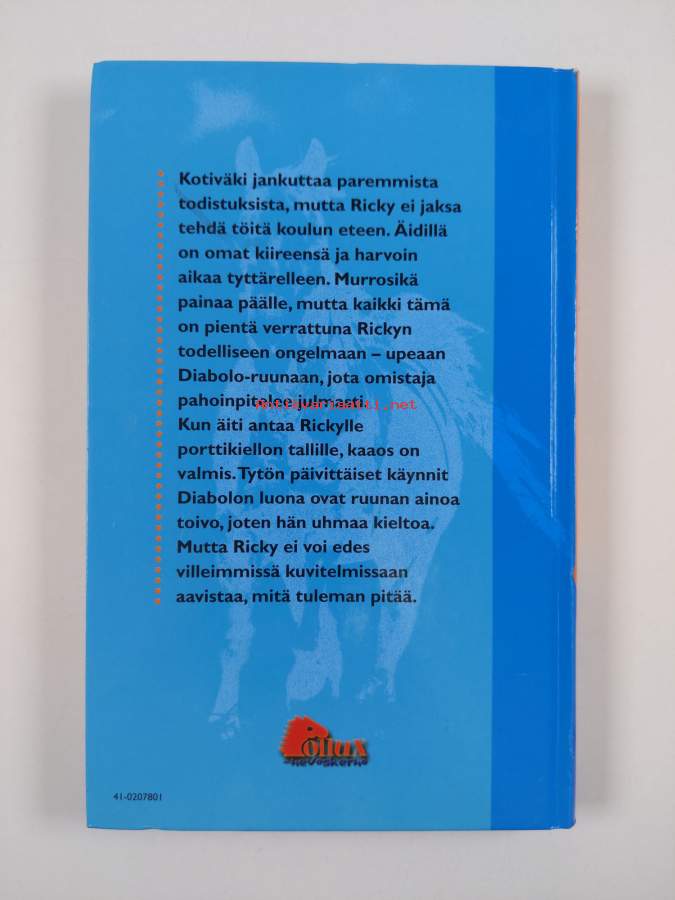 Kotiväki jankuttaa paremmista
todistuksista, mutta Ricky ei jaksa
tehdä töitä koulun eteen. Äidillä
on omat kiireensä ja harvoin
aikaa tyttärelleen. Murrosikä
painaa päälle, mutta kaikki tämä
on pientä verrattuna Rickyn
todelliseen ongelmaan – upeaan
Diabolo-ruunaan, jota omistaja
pahoinpitelee julmasti.
Antikvariaatti.net
Kun äiti antaa Rickylle
porttikiellon tallille, kaaos on
valmis. Tytön päivittäiset käynnit
Diabolon luona ovat ruunan ainoa
toivo, joten hän uhmaa kieltoa.
Mutta Ricky ei voi edes
villeimmissä kuvitelmissaan
aavistaa, mitä tuleman pitää.
Pollux
hevoskerho
41-0207801